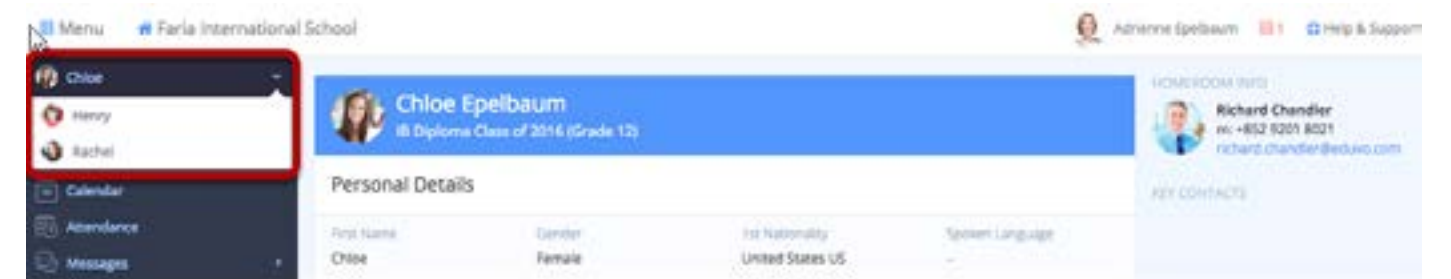 Menu
Faria International School
Adrienne Epelbaum
1
Help & Support
Chloe
Henry
Rachel
Calendar
Attendance
Messages
Chloe Epelbaum
IB Diploma Class of 2016 (Grade 12)
Personal Details
First Name Gender 1st Nationality Spoken Language
Chloe Female United States US -
HOMEROOM INFO
Richard Chandler
m: +852 9201 8021
richard.chandler@eduvo.com
KEY CONTACTS